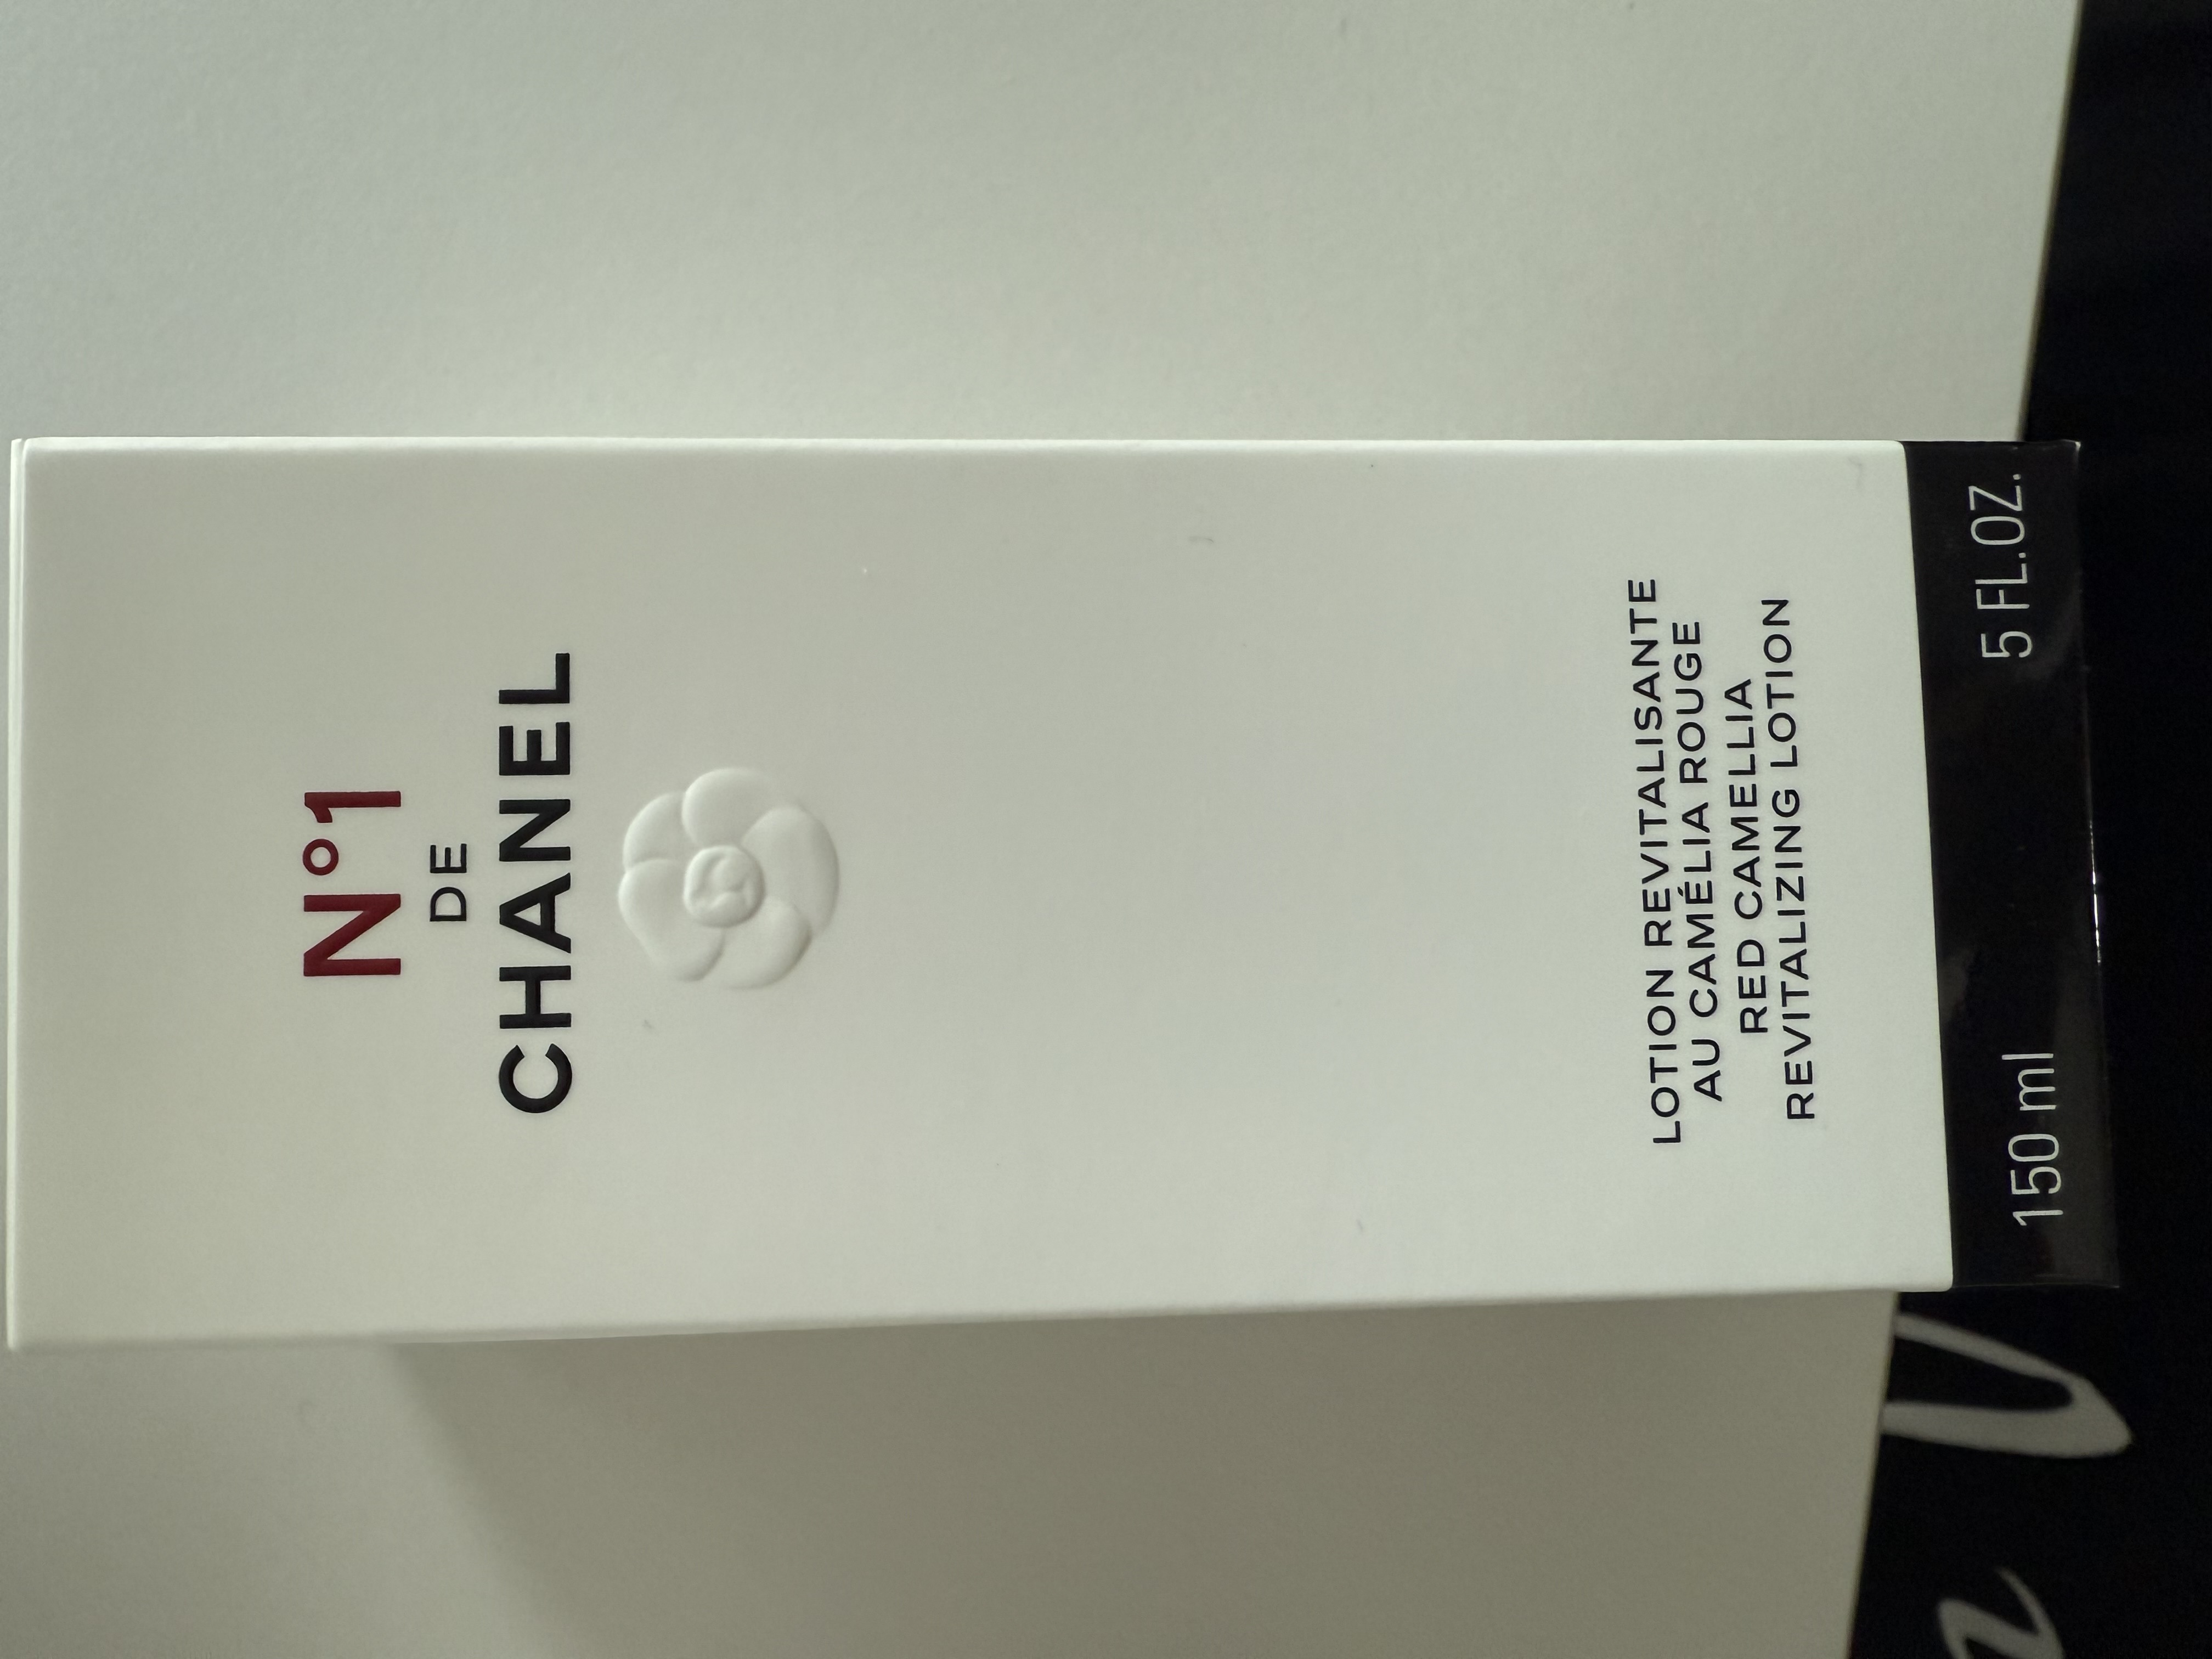 N°1
DE
CHANEL
LOTION REVITALISANTE
AU CAMÉLIA ROUGE
RED CAMELLIA
REVITALIZING LOTION
150 ml 5 FL.OZ.